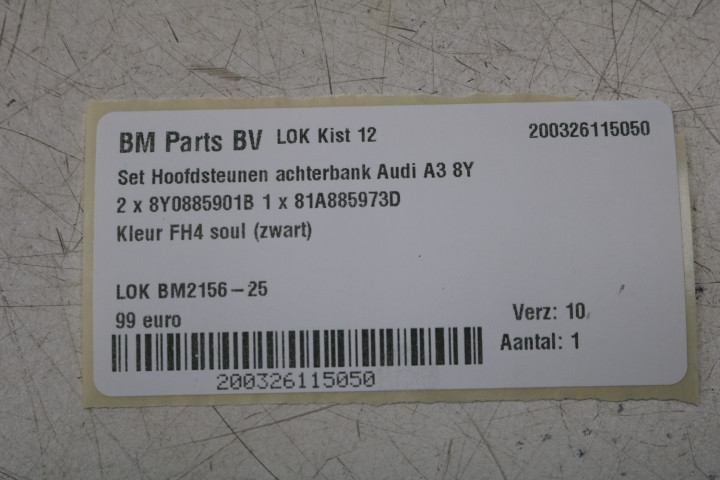 BM Parts BV LOK Kist 12 200326115050
Set Hoofdsteunen achterbank Audi A3 8Y
2 x 8Y0885901B 1 x 81A885973D
Kleur FH4 soul (zwart)
LOK BM2156-25
99 euro Verz: 10,
Aantal: 1
200326115050